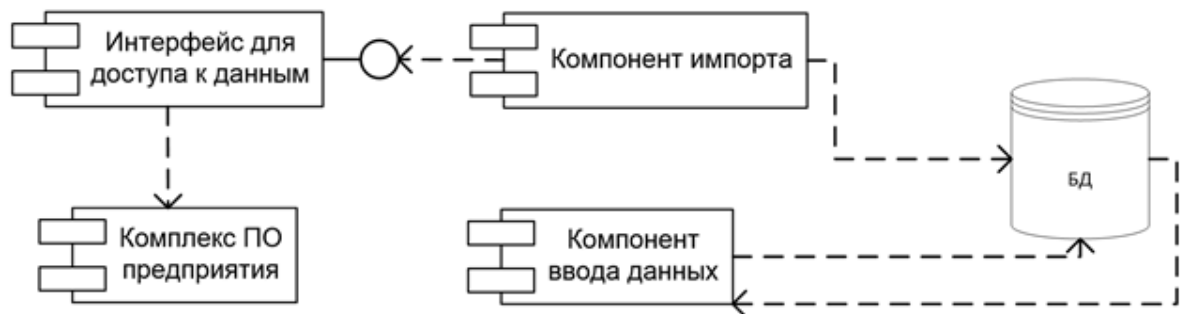 Интерфейс для
доступа к данным
Компонент импорта
БД
Комплекс ПО
предприятия
Компонент
ввода данных